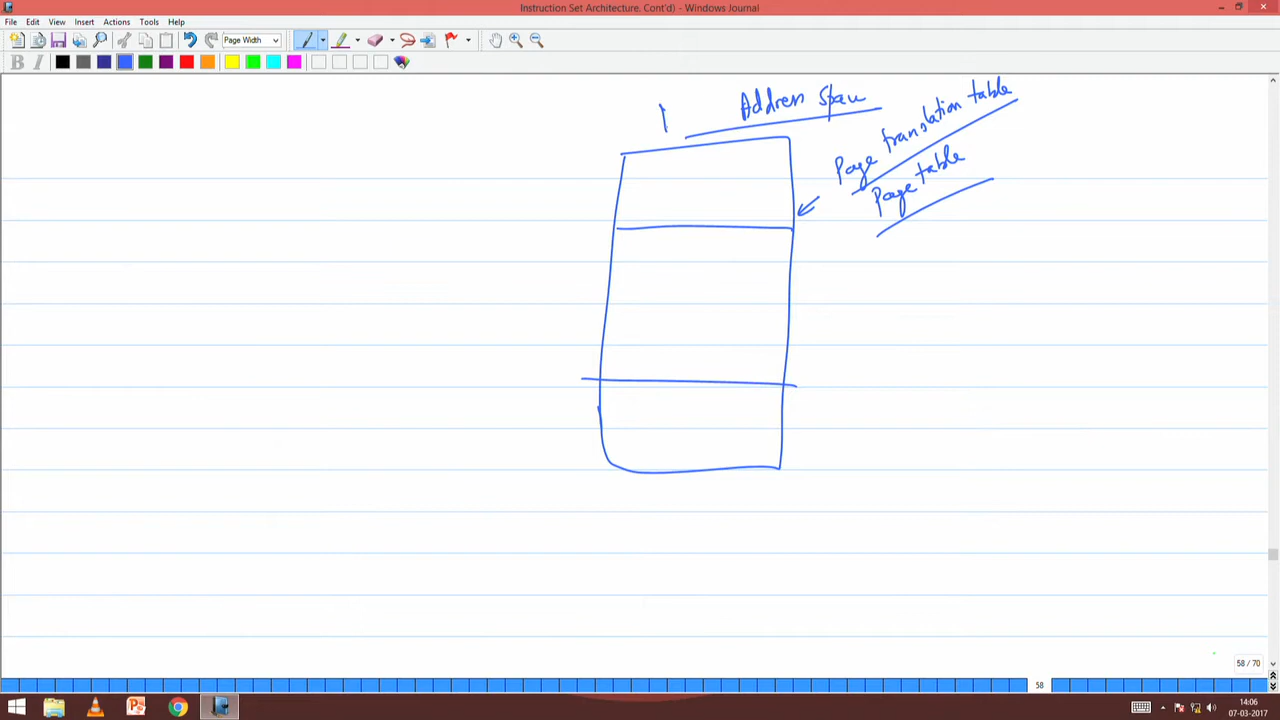 Instruction Set Architecture. Cont'd) - Windows Journal
File Edit View Insert Actions Tools Help
Page Width
B I
Address
Page translation table
Page table
58 / 70
58
14:06
07-03-2017